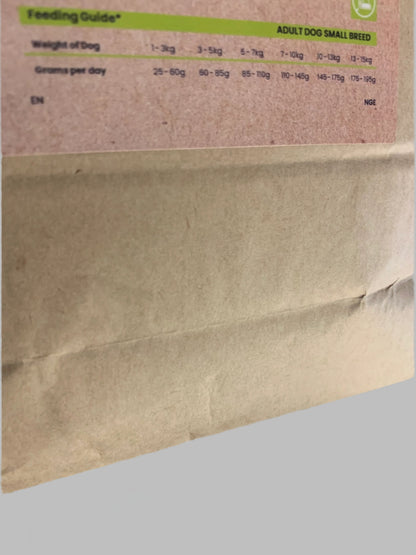 Feeding Guide*
ADULT DOG SMALL BREED
Weight of Dog 1-3kg 3-5kg 5-7kg 7-10kg 10-13kg 13-15kg
Grams per day 25-60g 60-85g 85-110g 110-145g 145-175g 175-195g
EN NGE